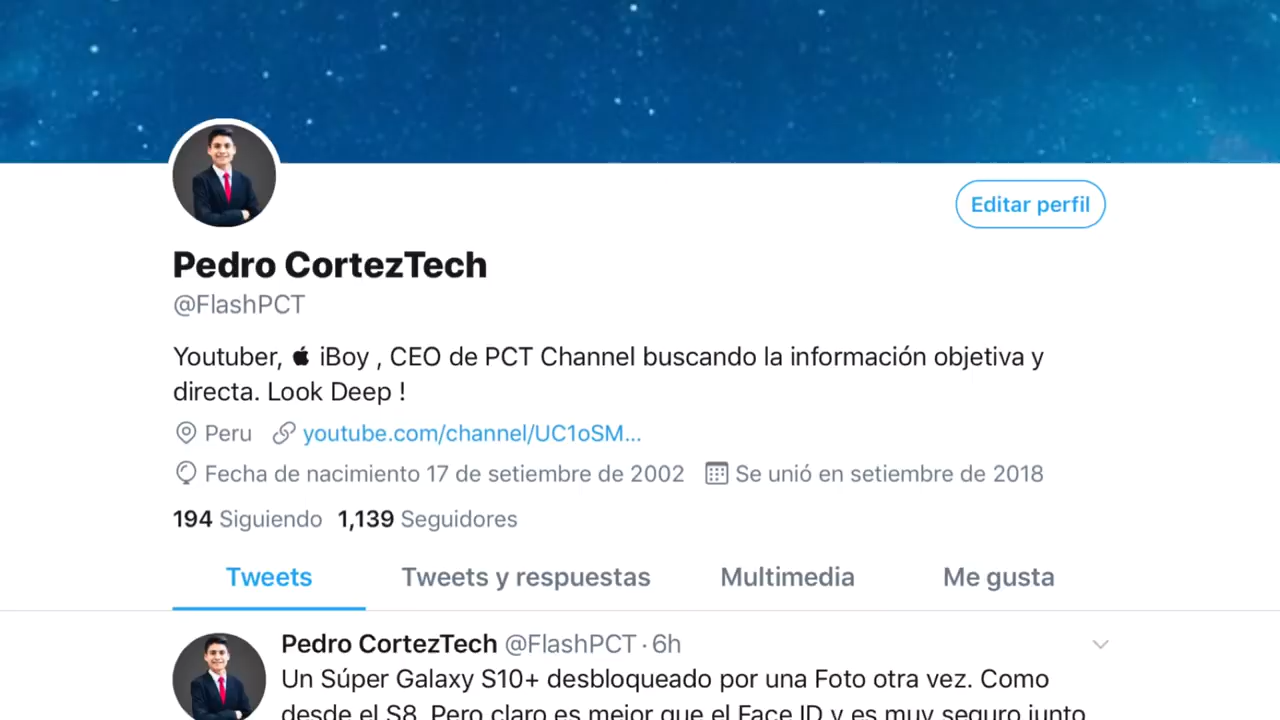 Editar perfil
Pedro CortezTech
@FlashPCT
Youtuber,  iBoy , CEO de PCT Channel buscando la información objetiva y
directa. Look Deep !
Peru youtube.com/channel/UC1oSM...
Fecha de nacimiento 17 de setiembre de 2002 Se unió en setiembre de 2018
194 Siguiendo 1,139 Seguidores
Tweets Tweets y respuestas Multimedia Me gusta
Pedro CortezTech @FlashPCT · 6h
Un Súper Galaxy S10+ desbloqueado por una Foto otra vez. Como
desde el S8. Pero claro es mejor que el Face ID y es muy seguro junto